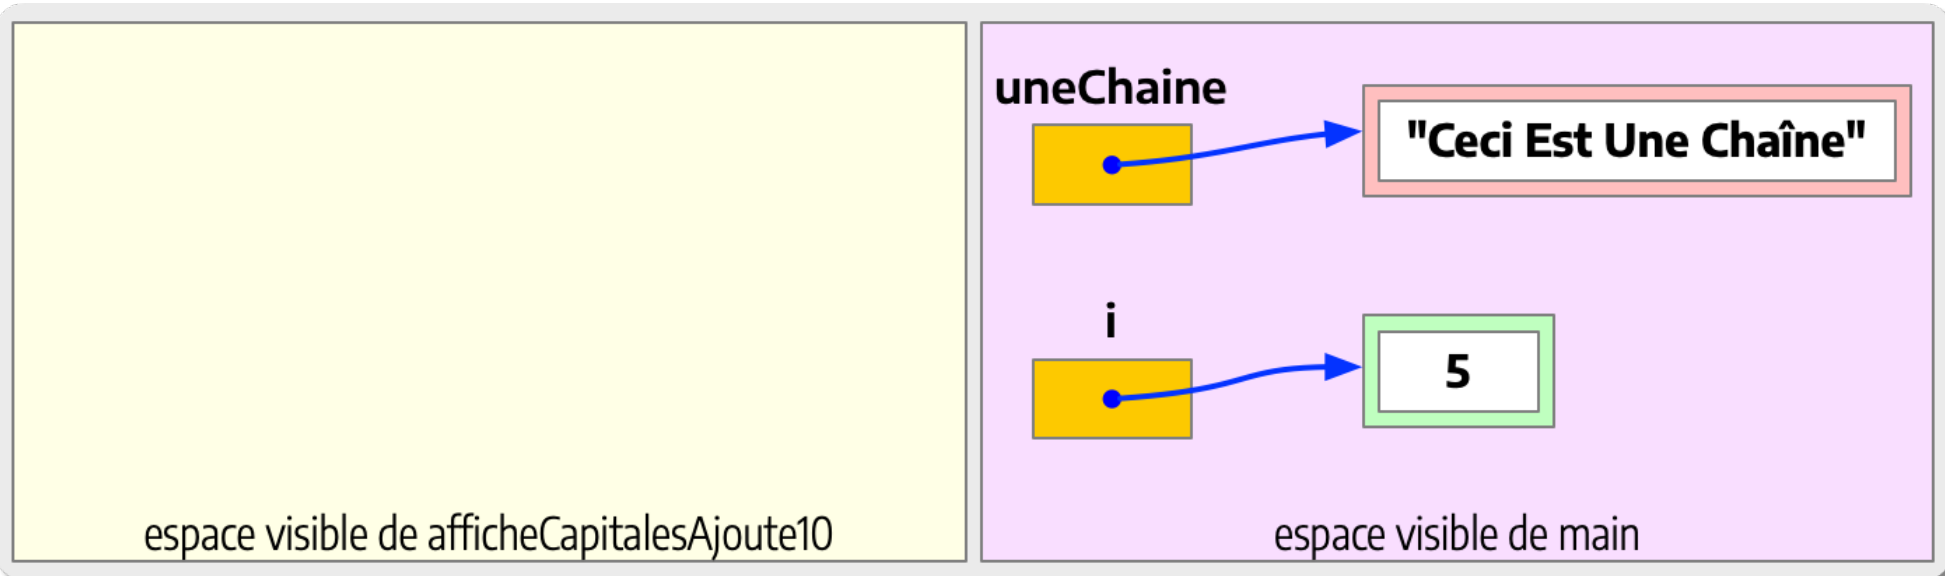 uneChaine
"Ceci Est Une Chaîne"
i
5
espace visible de afficheCapitalesAjoute10
espace visible de main